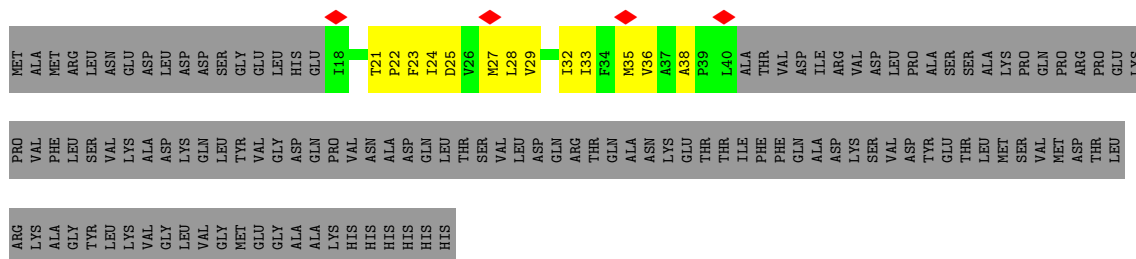 MET ALA MET ARG LEU ASN GLU ASP LEU ASP ASP SER GLY GLU LEU HIS GLU I18 T21 P22 F23 I24 D25 V26 M27 L28 V29 I32 I33 F34 M35 V36 A37 A38 P39 L40 ALA THR VAL ASP ILE ARG VAL ASP LEU PRO ALA SER SER ALA LYS PRO GLN PRO ARG PRO GLU LYS
PRO VAL PHE LEU SER VAL LYS ALA ASP LYS GLN LEU TYR VAL GLY ASP GLN PRO VAL ASN ALA ASP GLN LEU THR SER VAL LEU ASP GLN ARG THR GLN ALA ASN LYS GLU THR THR ILE PHE PHE GLN ALA ASP LYS SER VAL ASP TYR GLU THR LEU MET SER VAL MET ASP THR LEU
ARG LYS ALA GLY TYR LEU LYS VAL GLY LEU VAL GLY MET GLU GLY ALA ALA LYS HIS HIS HIS HIS HIS HIS